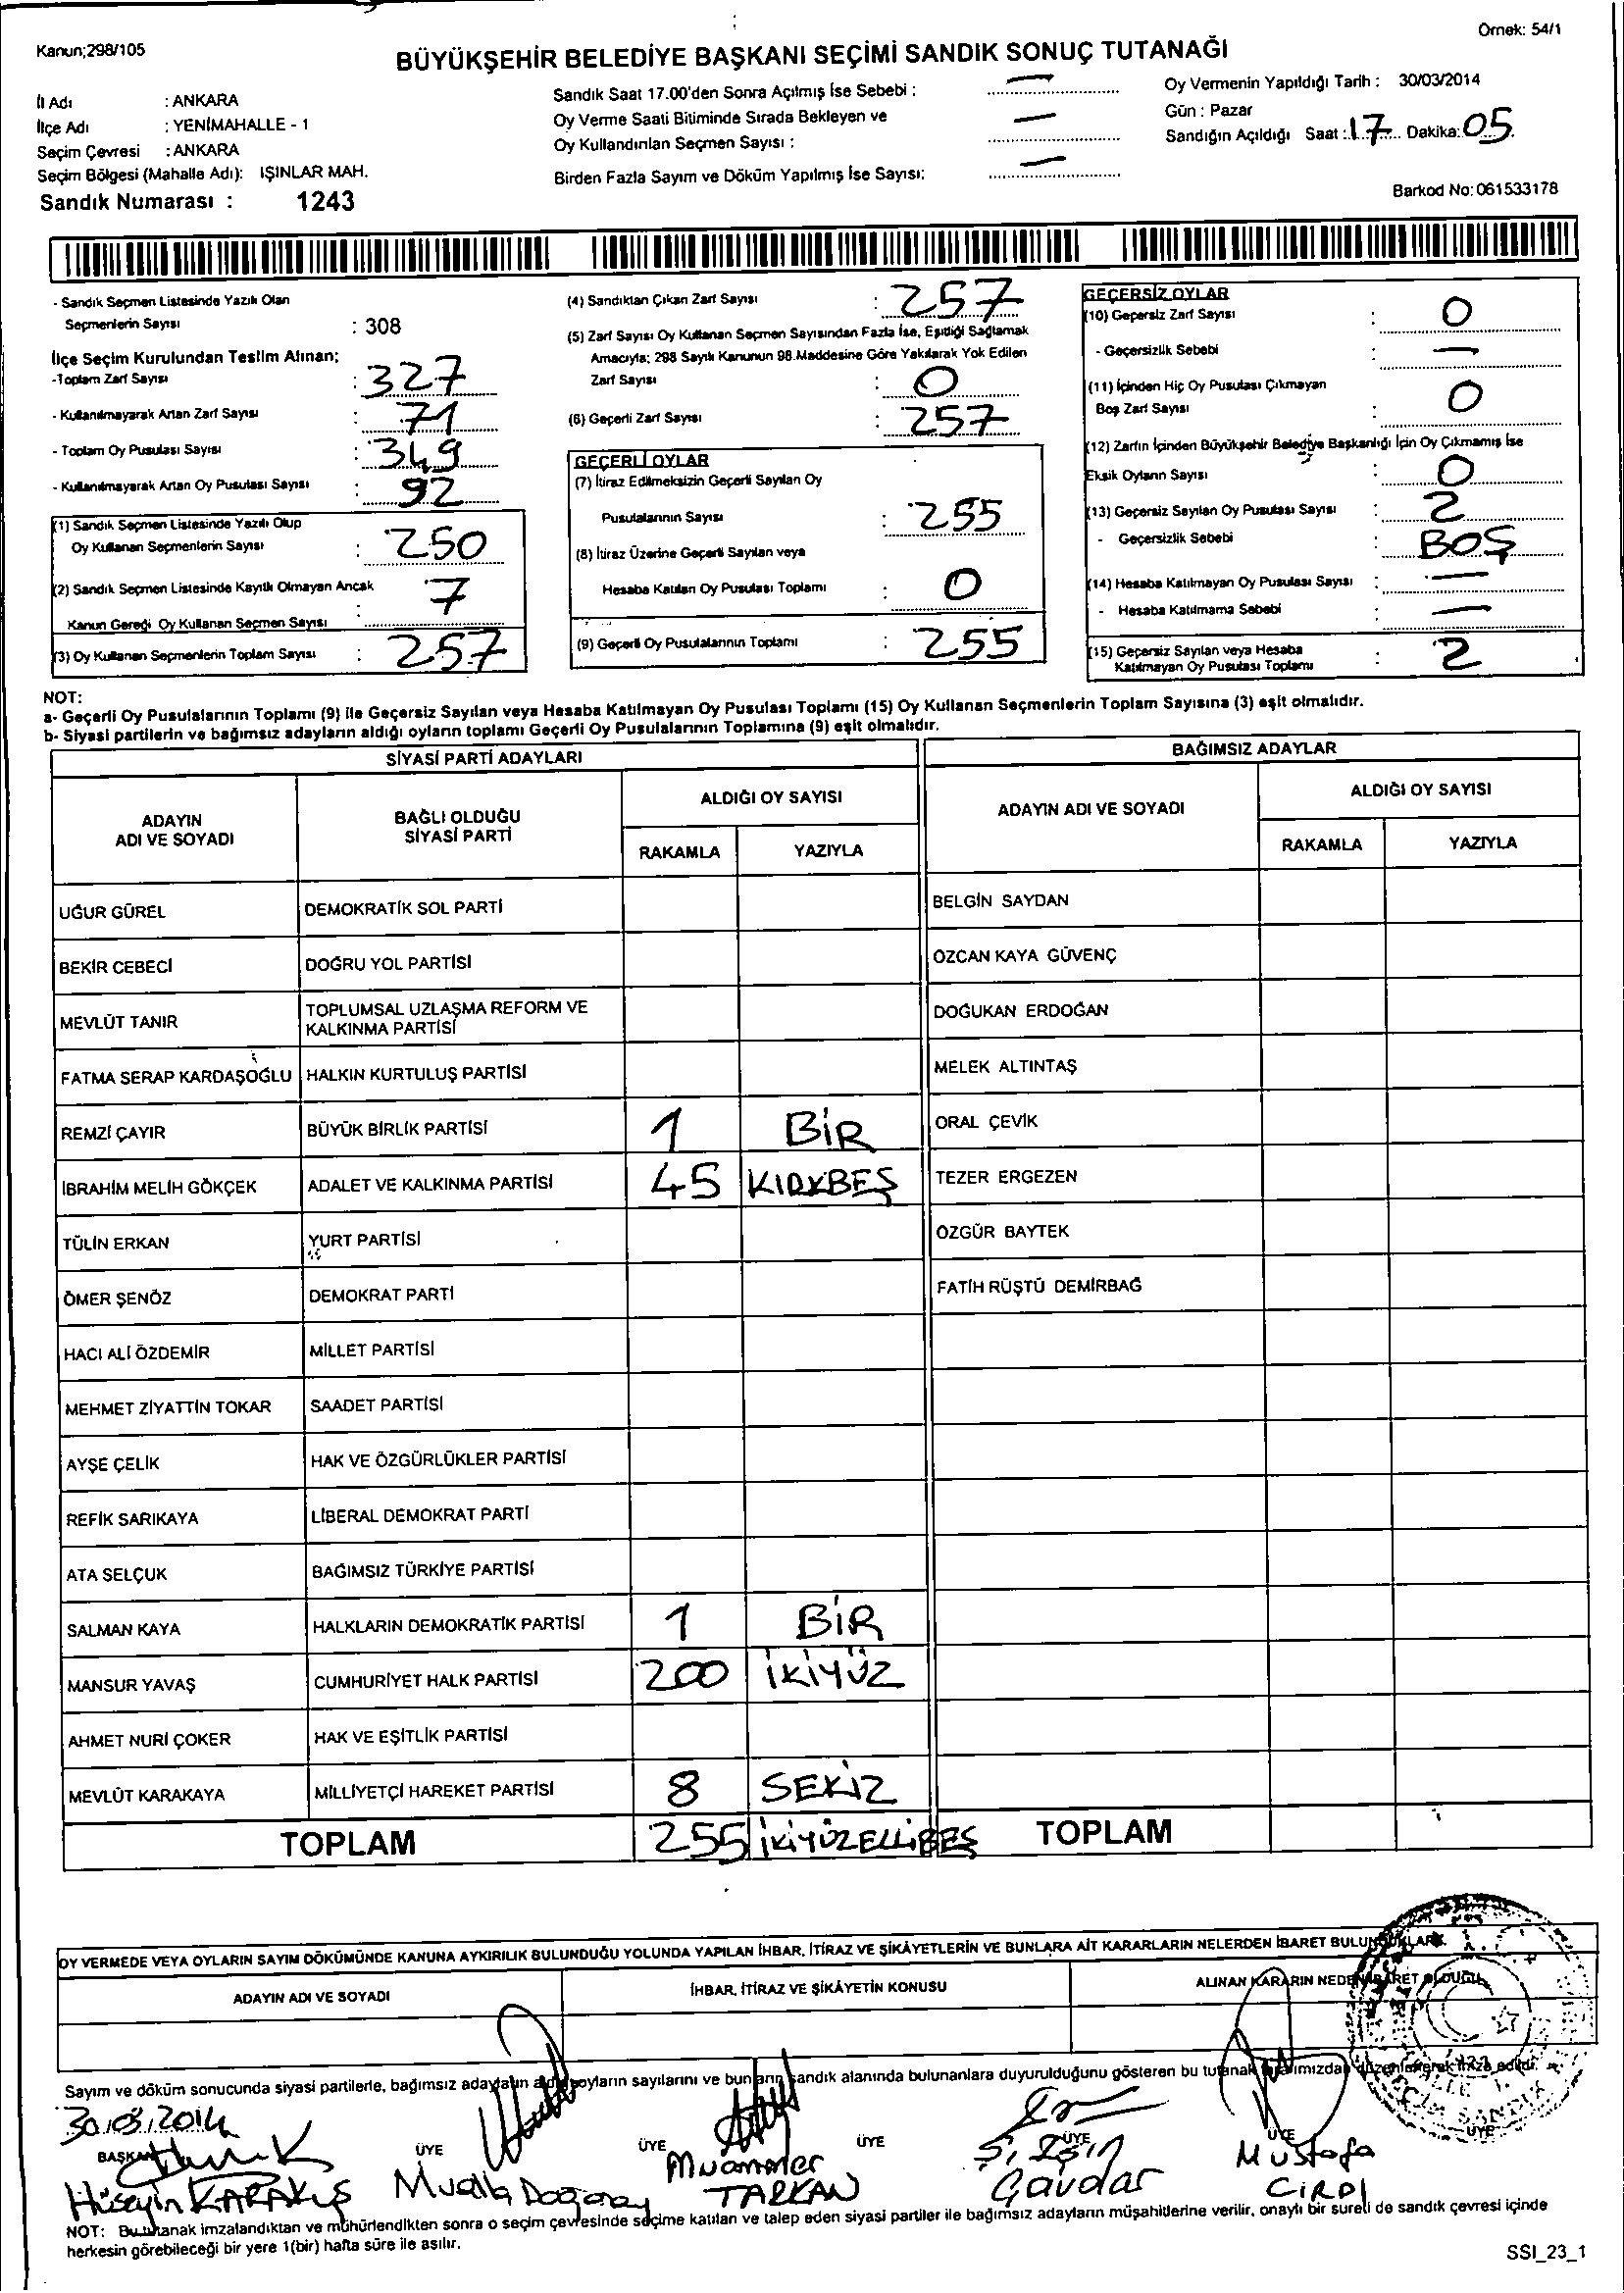 Kanun;298/105
Örnek: 54/1
BÜYÜKŞEHİR BELEDİYE BAŞKANI SEÇİMİ SANDIK SONUÇ TUTANAĞI
İl Adı : ANKARA
İlçe Adı : YENİMAHALLE - 1
Seçim Çevresi : ANKARA
Seçim Bölgesi (Mahalle Adı): IŞINLAR MAH.
Sandık Numarası : 1243
Sandık Saat 17.00'den Sonra Açılmış İse Sebebi : —
Oy Verme Saati Bitiminde Sırada Bekleyen ve
Oy Kullandırılan Seçmen Sayısı : —
Birden Fazla Sayım ve Döküm Yapılmış İse Sayısı: —
Oy Vermenin Yapıldığı Tarih : 30/03/2014
Gün : Pazar
Sandığın Açıldığı Saat : 17 Dakika: 05
Barkod No: 061533178
- Sandık Seçmen Listesinde Yazılı Olan
Seçmenlerin Sayısı : 308
İlçe Seçim Kurulundan Teslim Alınan;
-Toplam Zarf Sayısı : 327
- Kullanılmayarak Artan Zarf Sayısı : 71
- Toplam Oy Pusulası Sayısı : 349
- Kullanılmayarak Artan Oy Pusulası Sayısı : 92
(1) Sandık Seçmen Listesinde Yazılı Olup
Oy Kullanan Seçmenlerin Sayısı : 250
(2) Sandık Seçmen Listesinde Kayıtlı Olmayan Ancak
Kanun Gereği Oy Kullanan Seçmen Sayısı : 7
(3) Oy Kullanan Seçmenlerin Toplam Sayısı : 257
(4) Sandıktan Çıkan Zarf Sayısı : 257
(5) Zarf Sayısı Oy Kullanan Seçmen Sayısından Fazla İse, Eşitliği Sağlamak
Amacıyla; 298 Sayılı Kanunun 98.Maddesine Göre Yakılarak Yok Edilen
Zarf Sayısı : 0
(6) Geçerli Zarf Sayısı : 257
GEÇERLİ OYLAR
(7) İtiraz Edilmeksizin Geçerli Sayılan Oy
Pusulalarının Sayısı : 255
(8) İtiraz Üzerine Geçerli Sayılan veya
Hesaba Katılan Oy Pusulası Toplamı : 0
(9) Geçerli Oy Pusulalarının Toplamı : 255
GEÇERSİZ OYLAR
(10) Geçersiz Zarf Sayısı : 0
- Geçersizlik Sebebi : —
(11) İçinden Hiç Oy Pusulası Çıkmayan
Boş Zarf Sayısı : 0
(12) Zarfın İçinden Büyükşehir Belediye Başkanlığı İçin Oy Çıkmamış İse
Eksik Oyların Sayısı : 0
(13) Geçersiz Sayılan Oy Pusulası Sayısı : 2
- Geçersizlik Sebebi : BOŞ
(14) Hesaba Katılmayan Oy Pusulası Sayısı : —
- Hesaba Katılmama Sebebi : —
(15) Geçersiz Sayılan veya Hesaba
Katılmayan Oy Pusulası Toplamı : 2
NOT:
a- Geçerli Oy Pusulalarının Toplamı (9) ile Geçersiz Sayılan veya Hesaba Katılmayan Oy Pusulası Toplamı (15) Oy Kullanan Seçmenlerin Toplam Sayısına (3) eşit olmalıdır.
b- Siyasi partilerin ve bağımsız adayların aldığı oyların toplamı Geçerli Oy Pusulalarının Toplamına (9) eşit olmalıdır.
SİYASİ PARTİ ADAYLARI
ADAYIN
ADI VE SOYADI
BAĞLI OLDUĞU
SİYASİ PARTİ
ALDIĞI OY SAYISI
RAKAMLA YAZIYLA
UĞUR GÜREL DEMOKRATİK SOL PARTİ
BEKİR CEBECİ DOĞRU YOL PARTİSİ
MEVLÜT TANIR TOPLUMSAL UZLAŞMA REFORM VE
KALKINMA PARTİSİ
FATMA SERAP KARDAŞOĞLU HALKIN KURTULUŞ PARTİSİ
REMZİ ÇAYIR BÜYÜK BİRLİK PARTİSİ 1 BİR
İBRAHİM MELİH GÖKÇEK ADALET VE KALKINMA PARTİSİ 45 KIRKBEŞ
TÜLİN ERKAN YURT PARTİSİ
ÖMER ŞENÖZ DEMOKRAT PARTİ
HACI ALİ ÖZDEMİR MİLLET PARTİSİ
MEHMET ZİYATTİN TOKAR SAADET PARTİSİ
AYŞE ÇELİK HAK VE ÖZGÜRLÜKLER PARTİSİ
REFİK SARIKAYA LİBERAL DEMOKRAT PARTİ
ATA SELÇUK BAĞIMSIZ TÜRKİYE PARTİSİ
SALMAN KAYA HALKLARIN DEMOKRATİK PARTİSİ 1 BİR
MANSUR YAVAŞ CUMHURİYET HALK PARTİSİ 200 İKİYÜZ
AHMET NURİ ÇOKER HAK VE EŞİTLİK PARTİSİ
MEVLÜT KARAKAYA MİLLİYETÇİ HAREKET PARTİSİ 8 SEKİZ
TOPLAM 255 İKİYÜZELLİBEŞ
BAĞIMSIZ ADAYLAR
ADAYIN ADI VE SOYADI
ALDIĞI OY SAYISI
RAKAMLA YAZIYLA
BELGİN SAYDAN
ÖZCAN KAYA GÜVENÇ
DOĞUKAN ERDOĞAN
MELEK ALTINTAŞ
ORAL ÇEVİK
TEZER ERGEZEN
ÖZGÜR BAYTEK
FATİH RÜŞTÜ DEMİRBAĞ
TOPLAM
OY VERMEDE VEYA OYLARIN SAYIM DÖKÜMÜNDE KANUNA AYKIRILIK BULUNDUĞU YOLUNDA YAPILAN İHBAR, İTİRAZ VE ŞİKÂYETLERİN VE BUNLARA AİT KARARLARIN NELERDEN İBARET BULUNDUKLARI.
ADAYIN ADI VE SOYADI
İHBAR, İTİRAZ VE ŞİKÂYETİN KONUSU
ALINAN KARARIN NEDEN İBARET OLDUĞU
Sayım ve döküm sonucunda siyasi partilerle, bağımsız adayların aldığı oyların sayılarını ve bunların sandık alanında bulunanlara duyurulduğunu gösteren bu tutanak tarafımızdan düzenlenerek imza edildi.
30.03.2014
BAŞKAN ÜYE ÜYE ÜYE ÜYE ÜYE ÜYE
Hüseyin KARAKUŞ
Mualla
Muammer
TARKAN
Ş. Işın
Çavdar
Mustafa
CIRDI
NOT: Bu tutanak imzalandıktan ve mühürlendikten sonra o seçim çevresinde seçime katılan ve talep eden siyasi partiler ile bağımsız adayların müşahitlerine verilir, onaylı bir sureti de sandık çevresi içinde
herkesin görebileceği bir yere 1(bir) hafta süre ile asılır.
SSI_23_1